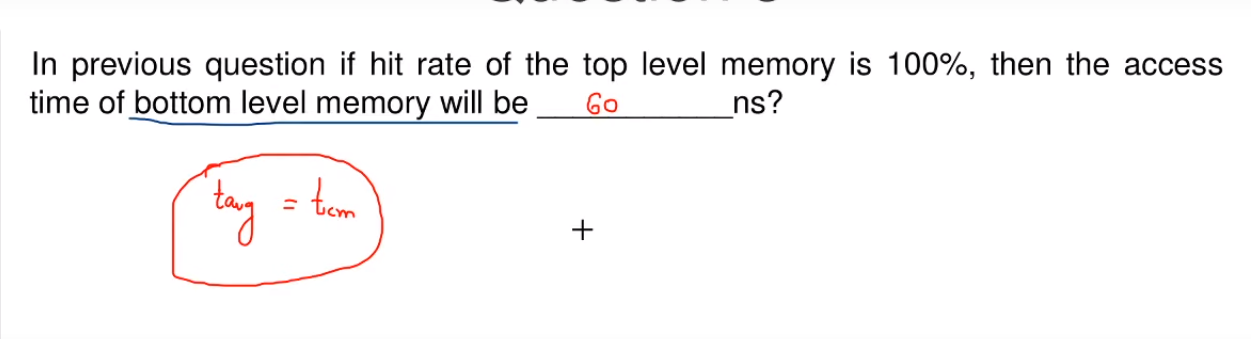 In previous question if hit rate of the top level memory is 100%, then the access
time of bottom level memory will be 60 ns?
tavg = tcm
+